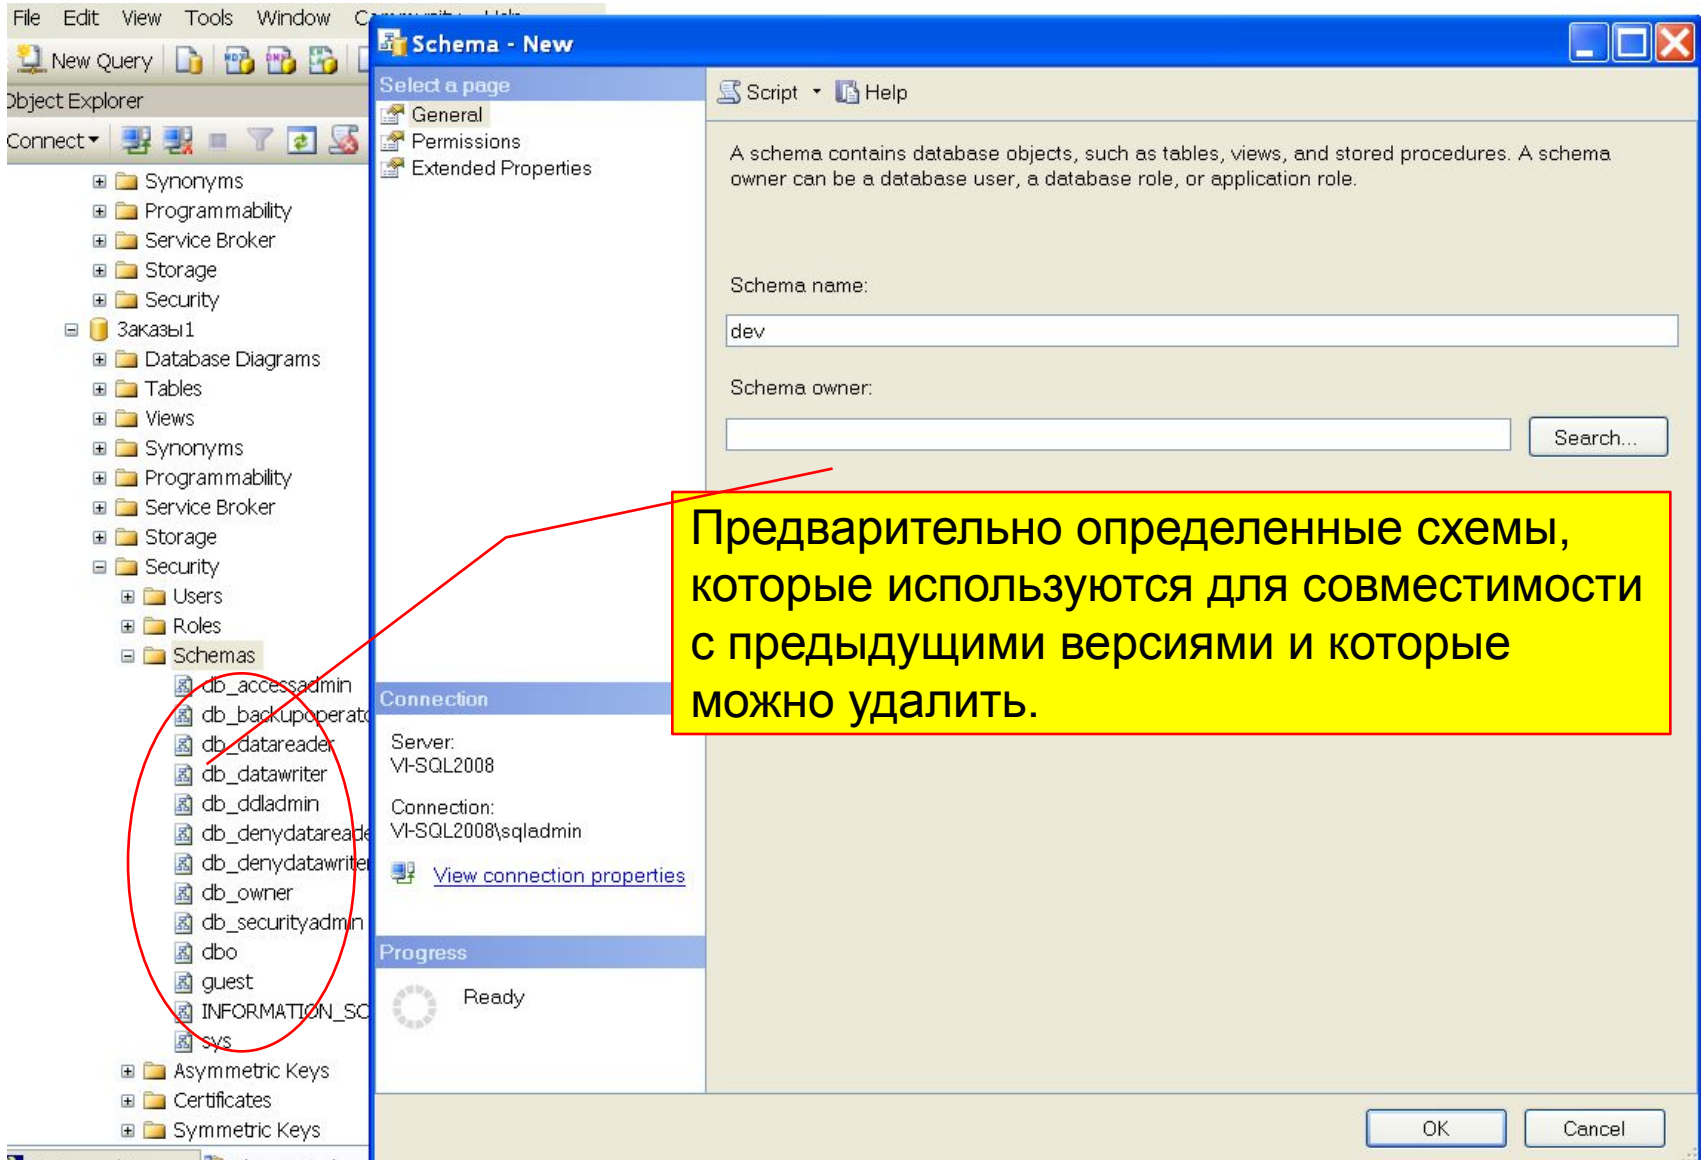 File Edit View Tools Window
New Query
Object Explorer
Connect
Synonyms
Programmability
Service Broker
Storage
Security
Заказы1
Database Diagrams
Tables
Views
Synonyms
Programmability
Service Broker
Storage
Security
Users
Roles
Schemas
db_accessadmin
db_backupoperato
db_datareader
db_datawriter
db_ddladmin
db_denydatareade
db_denydatawriter
db_owner
db_securityadmin
dbo
guest
INFORMATION_SC
sys
Asymmetric Keys
Certificates
Symmetric Keys
Schema - New
Select a page
General
Permissions
Extended Properties
Connection
Server:
VI-SQL2008
Connection:
VI-SQL2008\sqladmin
View connection properties
Progress
Ready
Script Help
A schema contains database objects, such as tables, views, and stored procedures. A schema
owner can be a database user, a database role, or application role.
Schema name:
dev
Schema owner:
Search...
Предварительно определенные схемы,
которые используются для совместимости
с предыдущими версиями и которые
можно удалить.
OK Cancel